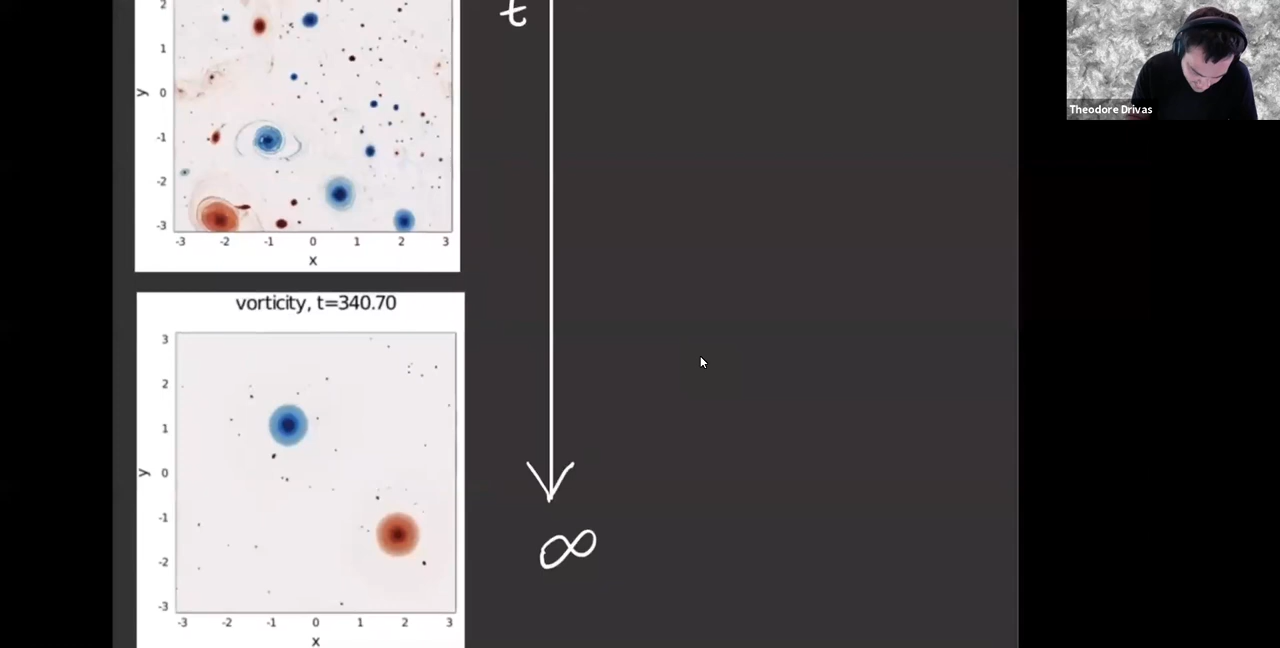 2
1
y 0
-1
-2
-3
-3 -2 -1 0 1 2 3
x
t
Theodore Drivas
vorticity, t=340.70
3
2
1
y 0
-1
-2
-3
-3 -2 -1 0 1 2 3
x
∞